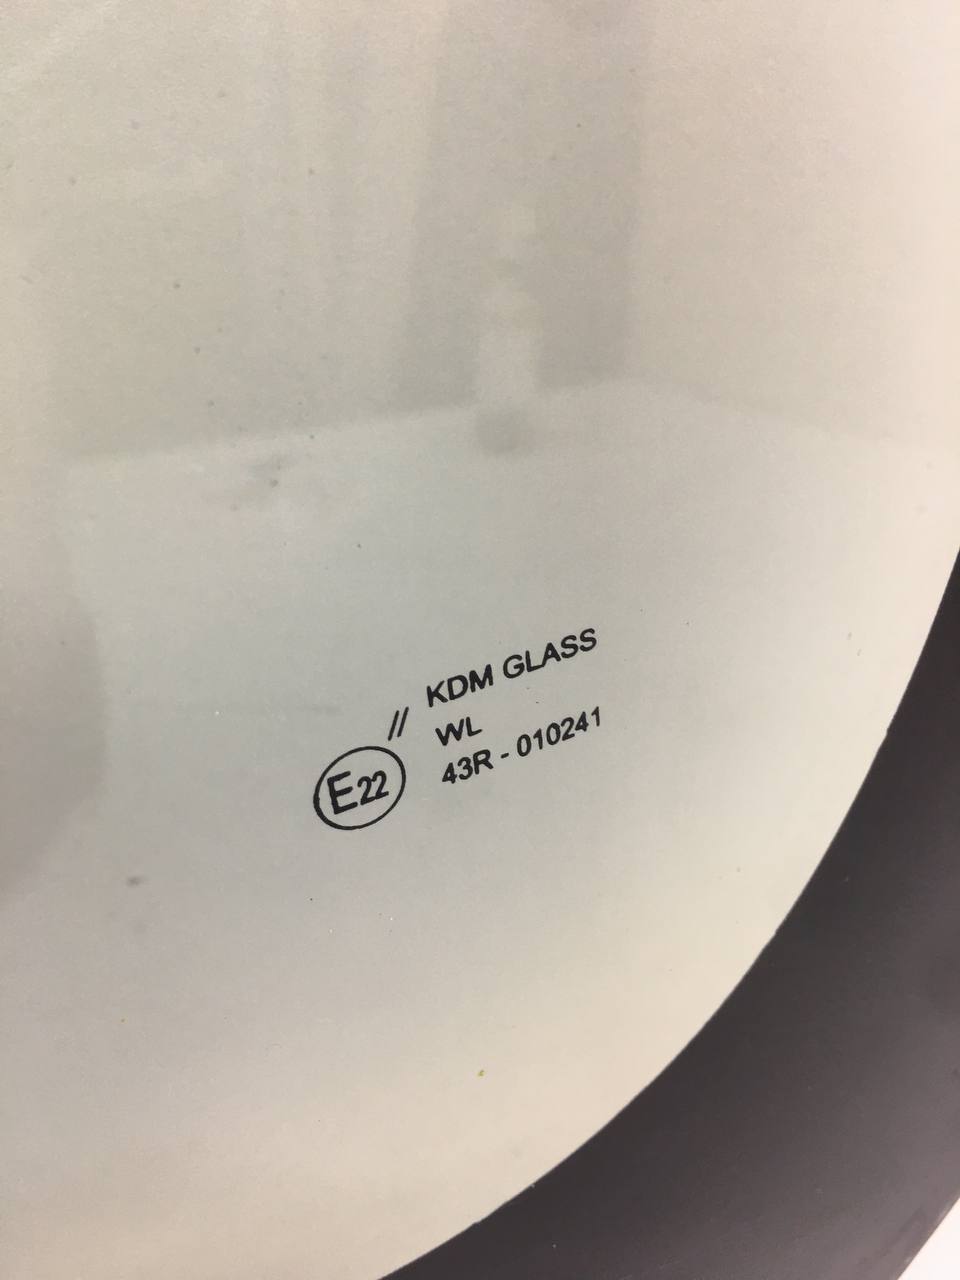 KDM GLASS
//
WL
E22
43R - 010241